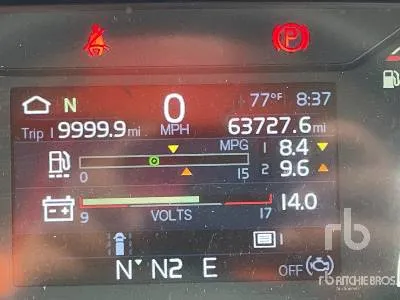 P
N 0 77°F 8:37
Trip 9999.9 mi MPH 63727.6 mi
MPG 1 8.4
0 15 2 9.6
9 VOLTS 17 14.0
1
N N2 E OFF
rb
RITCHIE BROS